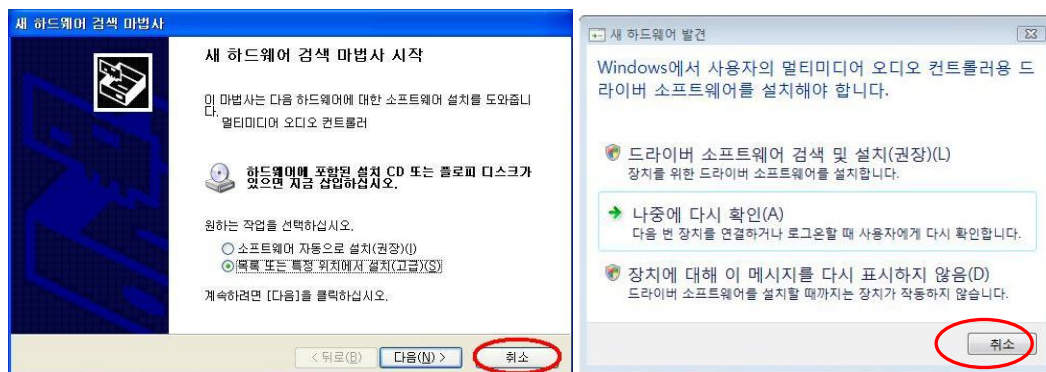 새 하드웨어 검색 마법사
새 하드웨어 검색 마법사 시작
이 마법사는 다음 하드웨어에 대한 소프트웨어 설치를 도와줍니
다.
멀티미디어 오디오 컨트롤러
하드웨어에 포함된 설치 CD 또는 플로피 디스크가
있으면 지금 삽입하십시오.
원하는 작업을 선택하십시오.
소프트웨어 자동으로 설치(권장)(I)
목록 또는 특정 위치에서 설치(고급)(S)
계속하려면 [다음]을 클릭하십시오.
< 뒤로(B) 다음(N) > 취소
새 하드웨어 발견
Windows에서 사용자의 멀티미디어 오디오 컨트롤러용 드
라이버 소프트웨어를 설치해야 합니다.
드라이버 소프트웨어 검색 및 설치(권장)(L)
장치를 위한 드라이버 소프트웨어를 설치합니다.
나중에 다시 확인(A)
다음 번 장치를 연결하거나 로그온할 때 사용자에게 다시 확인합니다.
장치에 대해 이 메시지를 다시 표시하지 않음(D)
드라이버 소프트웨어를 설치할 때까지는 장치가 작동하지 않습니다.
취소